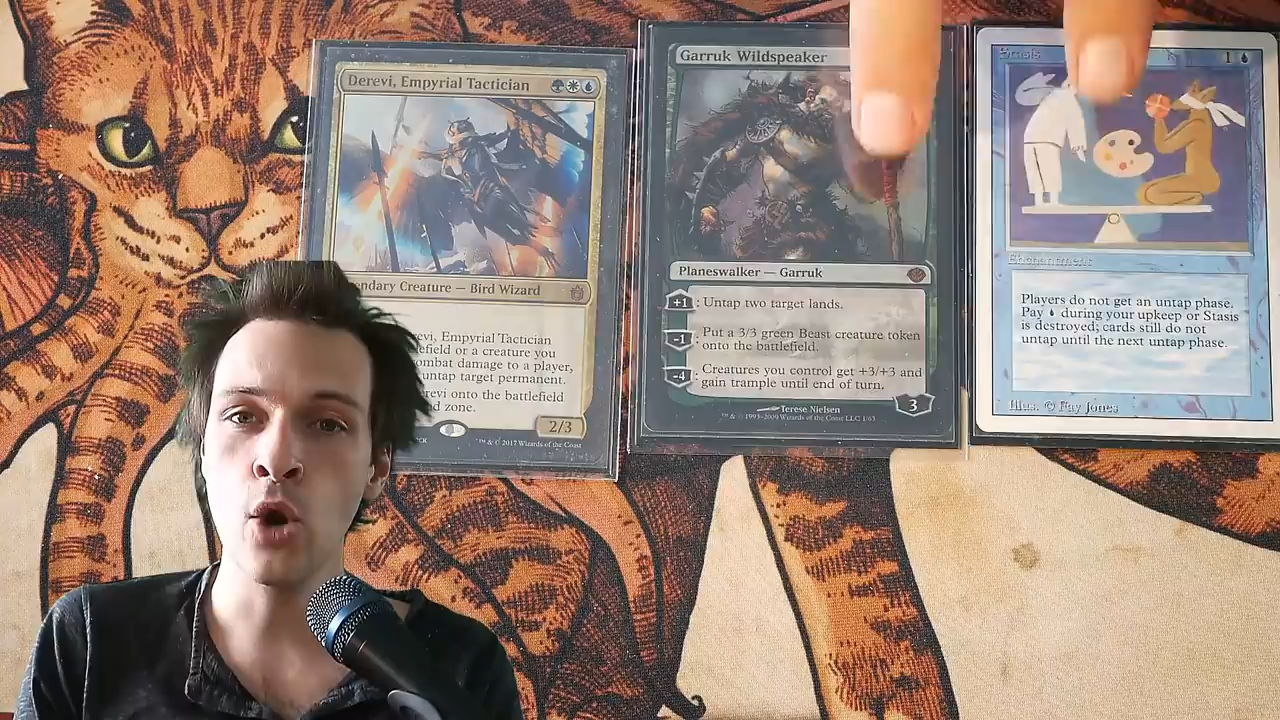 Derevi, Empyrial Tactician
ndary Creature — Bird Wizard
evi, Empyrial Tactician
efield or a creature you
ombat damage to a player,
untap target permanent.
erevi onto the battlefield
d zone.
2/3
™ & © 2017 Wizards of the Coast
Garruk Wildspeaker
Planeswalker — Garruk
+1 : Untap two target lands.
-1 : Put a 3/3 green Beast creature token
onto the battlefield.
-4 : Creatures you control get +3/+3 and
gain trample until end of turn.
3
Terese Nielsen
™ & © 1993–2009 Wizards of the Coast LLC 1/63
Stasis 1
Enchantment
Players do not get an untap phase.
Pay during your upkeep or Stasis
is destroyed; cards still do not
untap until the next untap phase.
Illus. © Fay Jones